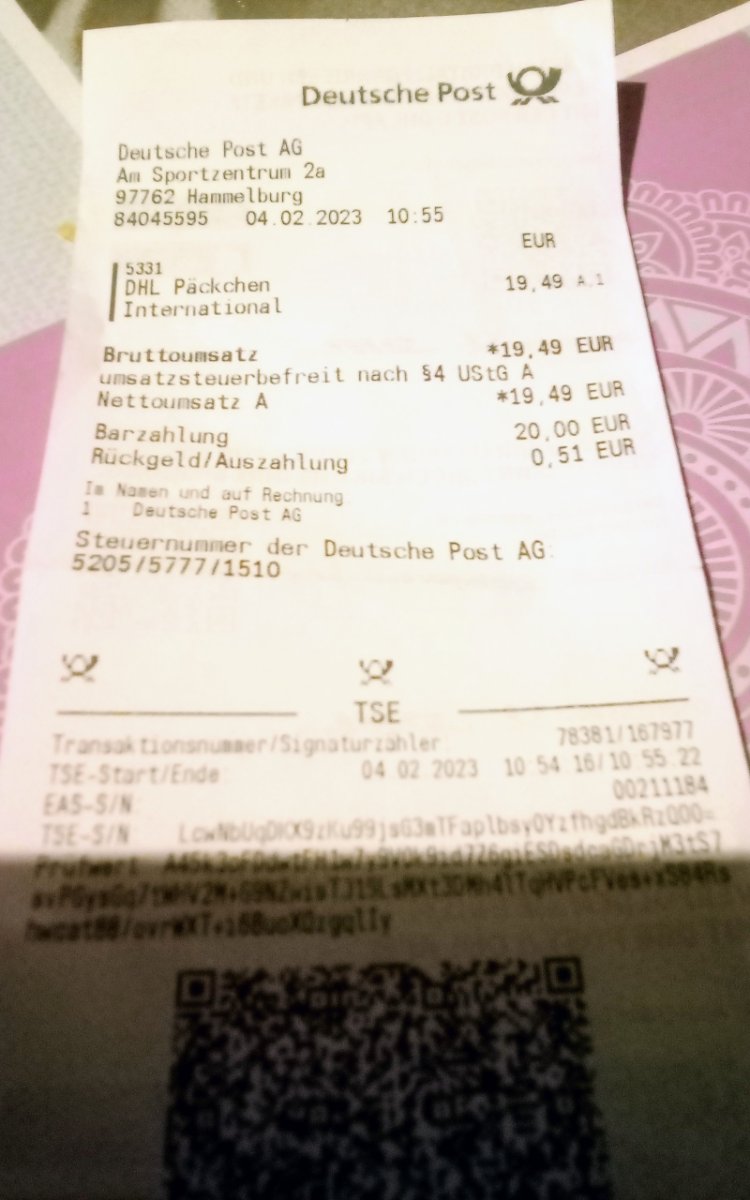 Deutsche Post
Deutsche Post AG
Am Sportzentrum 2a
97762 Hammelburg
84045595 04.02.2023 10:55
EUR
5331
DHL Päckchen 19,49 A,1
International
Bruttoumsatz *19,49 EUR
umsatzsteuerbefreit nach §4 UStG A
Nettoumsatz A *19,49 EUR
Barzahlung 20,00 EUR
Rückgeld/Auszahlung 0,51 EUR
Im Namen und auf Rechnung
1 Deutsche Post AG
Steuernummer der Deutsche Post AG:
5205/5777/1510
TSE
Transaktionsnummer/Signaturzähler 78381/167977
TSE-Start/Ende: 04.02.2023 10:54:16/10:55:22
EAS-S/N: 00211184
TSE-S/N
Prüfwert